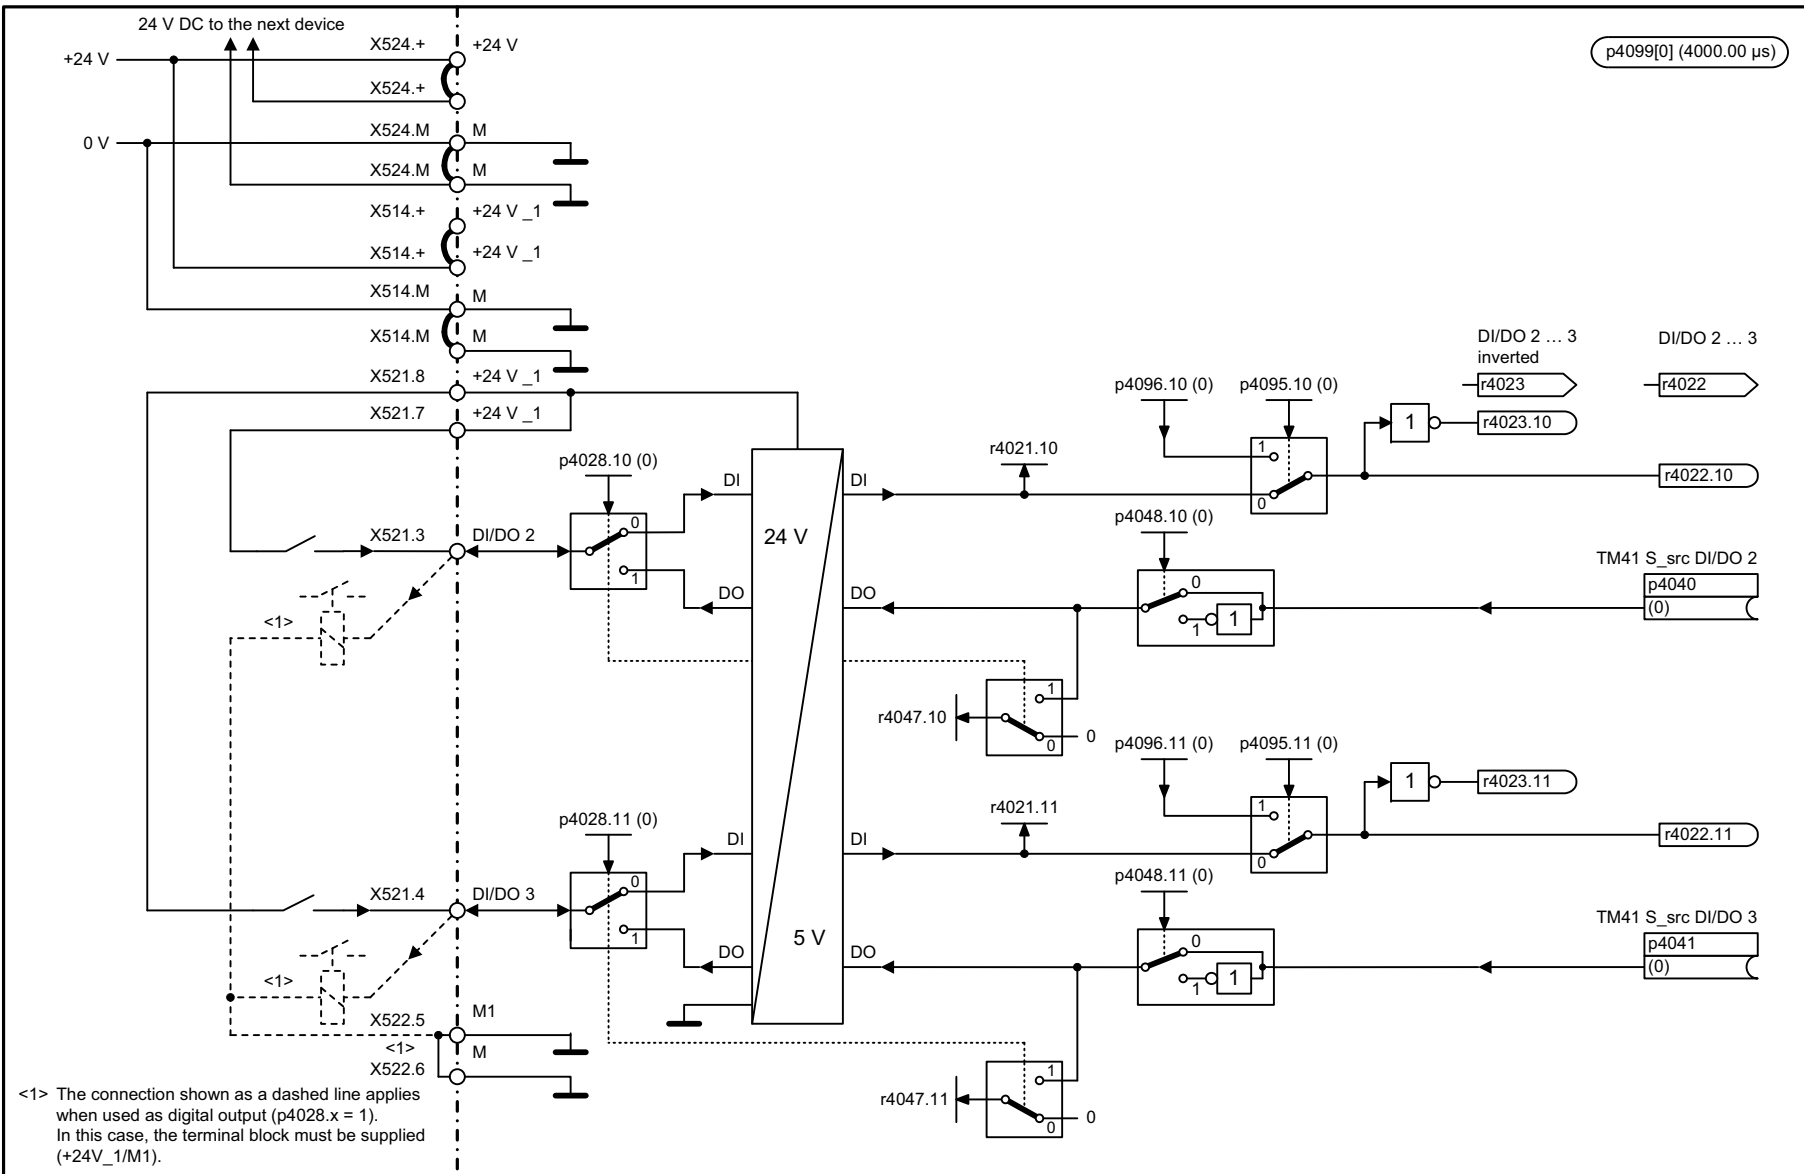 24 V DC to the next device
+24 V
X524.+
+24 V
X524.+
p4099[0] (4000.00 µs)
0 V
X524.M
M
X524.M
M
X514.+
+24 V _1
X514.+
+24 V _1
X514.M
M
X514.M
M
X521.8
+24 V _1
X521.7
+24 V _1
DI/DO 2 … 3
inverted
r4023
DI/DO 2 … 3
r4022
p4096.10 (0)
p4095.10 (0)
1
r4023.10
p4028.10 (0)
DI
DI
r4021.10
1
0
r4022.10
X521.3
DI/DO 2
0
1
24 V
p4048.10 (0)
TM41 S_src DI/DO 2
p4040
(0)
DO
DO
0
1
1
<1>
r4047.10
1
0
0
p4096.11 (0)
p4095.11 (0)
1
r4023.11
p4028.11 (0)
DI
DI
r4021.11
1
0
r4022.11
X521.4
DI/DO 3
0
1
p4048.11 (0)
TM41 S_src DI/DO 3
p4041
(0)
5 V
DO
DO
0
1
1
<1>
X522.5
M1
<1>
M
X522.6
r4047.11
1
0
0
<1> The connection shown as a dashed line applies
when used as digital output (p4028.x = 1).
In this case, the terminal block must be supplied
(+24V_1/M1).